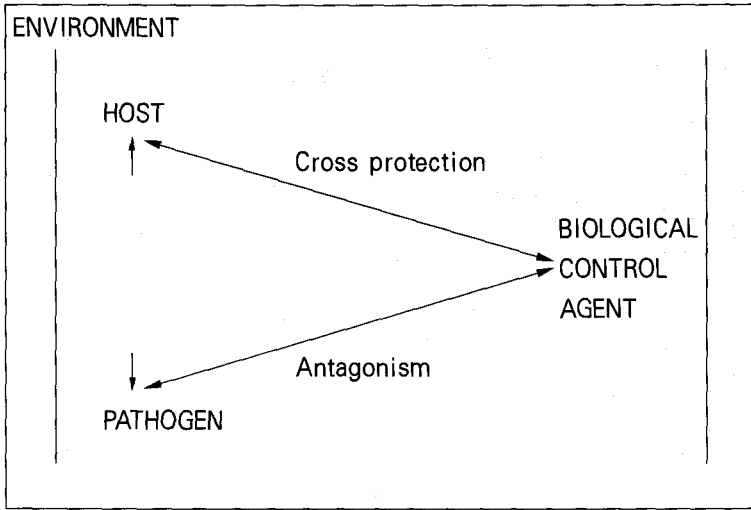 ENVIRONMENT
HOST
Cross protection
BIOLOGICAL
CONTROL
AGENT
Antagonism
PATHOGEN